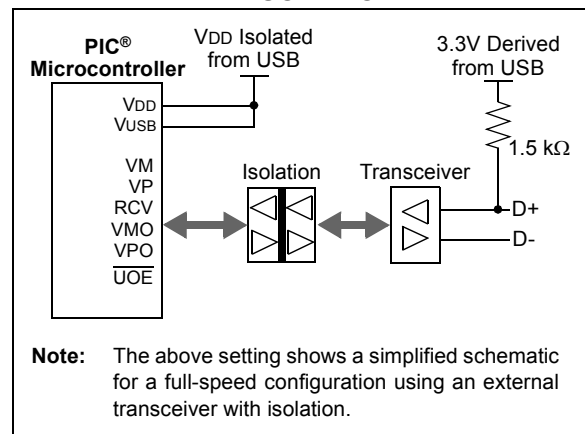 PIC®
Microcontroller
VDD Isolated
from USB
3.3V Derived
from USB
VDD
VUSB
1.5 kΩ
VM
VP
RCV
VMO
VPO
UOE
Isolation
Transceiver
D+
D-
Note: The above setting shows a simplified schematic
for a full-speed configuration using an external
transceiver with isolation.